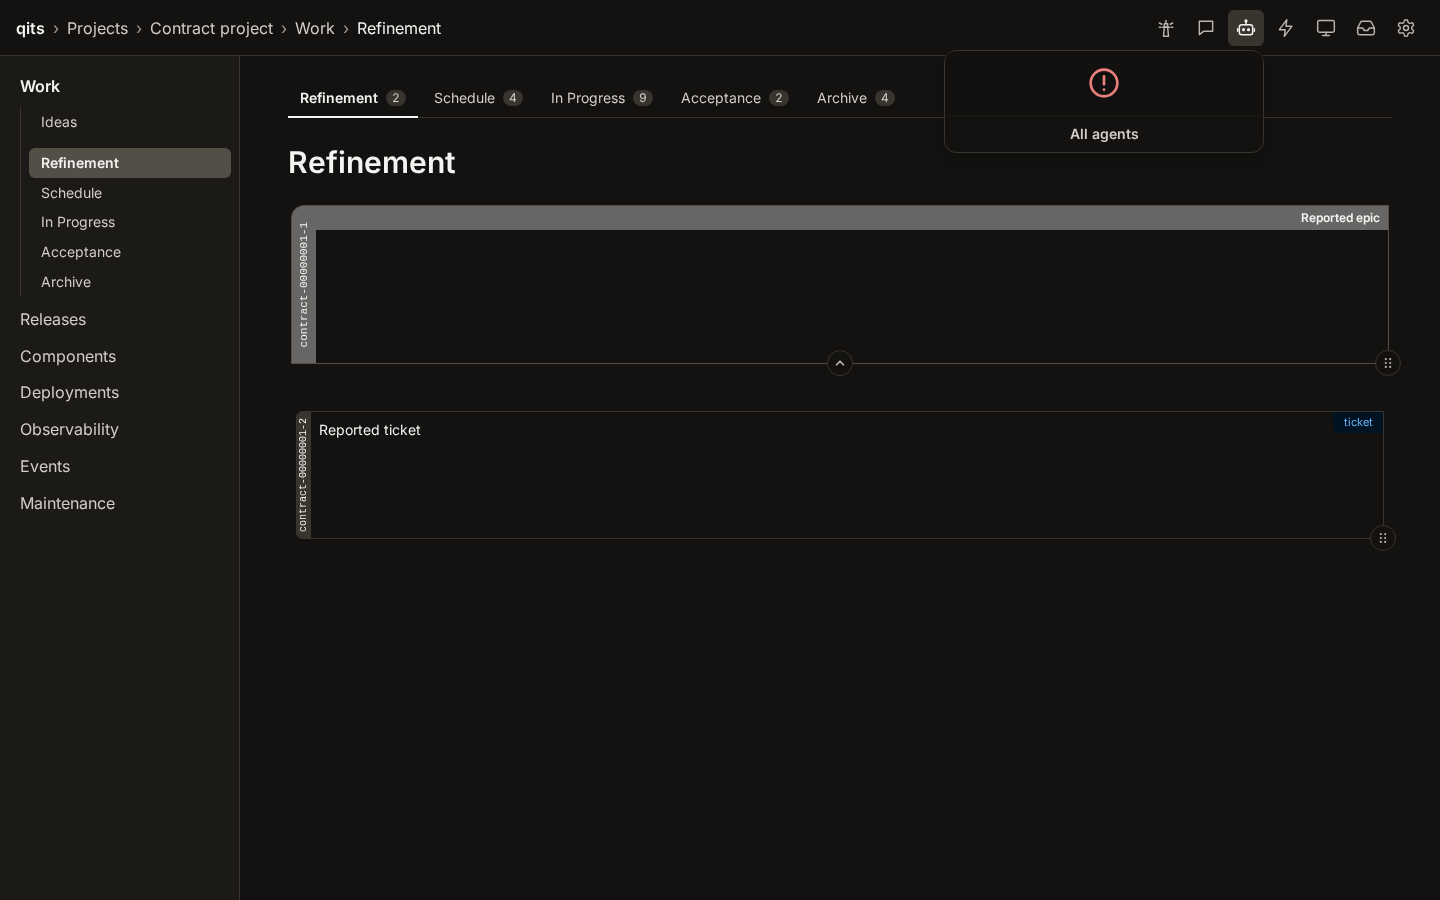 qits › Projects › Contract project › Work › Refinement
All agents
Work
Ideas
Refinement
Schedule
In Progress
Acceptance
Archive
Releases
Components
Deployments
Observability
Events
Maintenance
Refinement 2 Schedule 4 In Progress 9 Acceptance 2 Archive 4
Refinement
Reported epic
contract-00000001-1
contract-00000001-2
Reported ticket
ticket